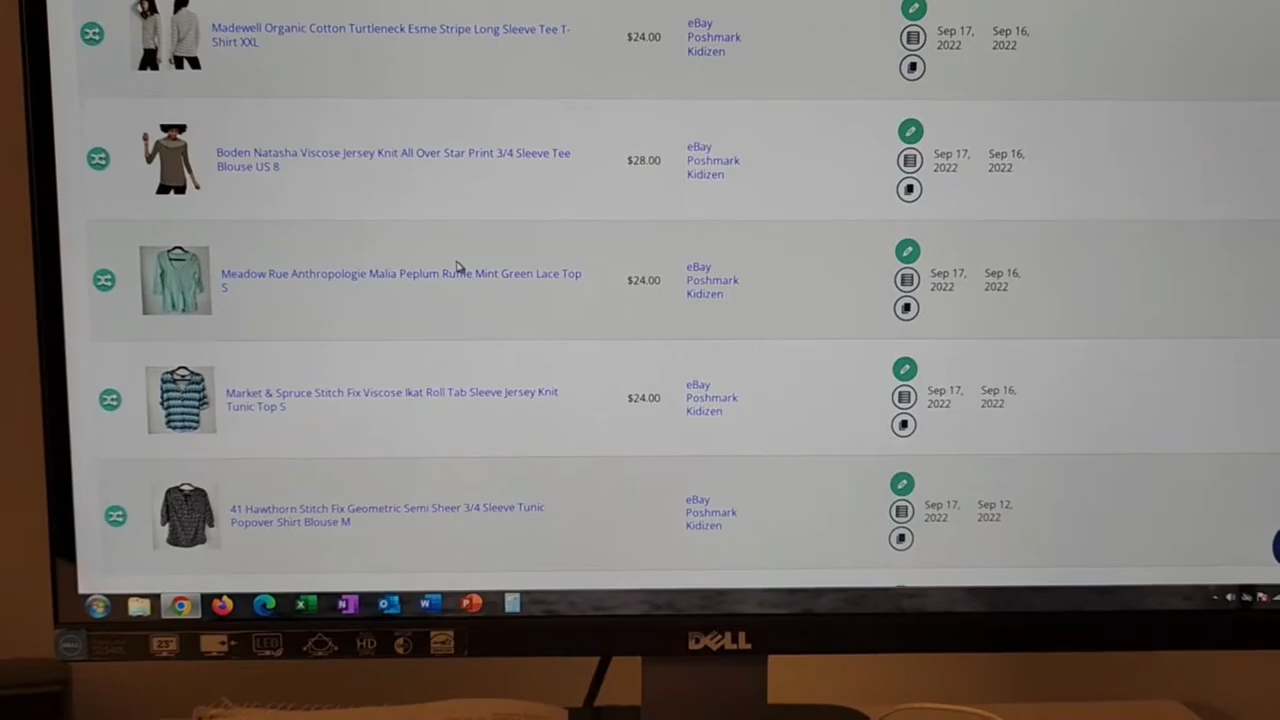 Madewell Organic Cotton Turtleneck Esme Stripe Long Sleeve Tee T-
Shirt XXL
$24.00
eBay
Poshmark
Kidizen
Sep 17,
2022
Sep 16,
2022
Boden Natasha Viscose Jersey Knit All Over Star Print 3/4 Sleeve Tee
Blouse US 8
$28.00
eBay
Poshmark
Kidizen
Sep 17,
2022
Sep 16,
2022
Meadow Rue Anthropologie Malia Peplum Ruffle Mint Green Lace Top
S
$24.00
eBay
Poshmark
Kidizen
Sep 17,
2022
Sep 16,
2022
Market & Spruce Stitch Fix Viscose Ikat Roll Tab Sleeve Jersey Knit
Tunic Top S
$24.00
eBay
Poshmark
Kidizen
Sep 17,
2022
Sep 16,
2022
41 Hawthorn Stitch Fix Geometric Semi Sheer 3/4 Sleeve Tunic
Popover Shirt Blouse M
eBay
Poshmark
Kidizen
Sep 17,
2022
Sep 12,
2022
23"
LED
HD
DELL